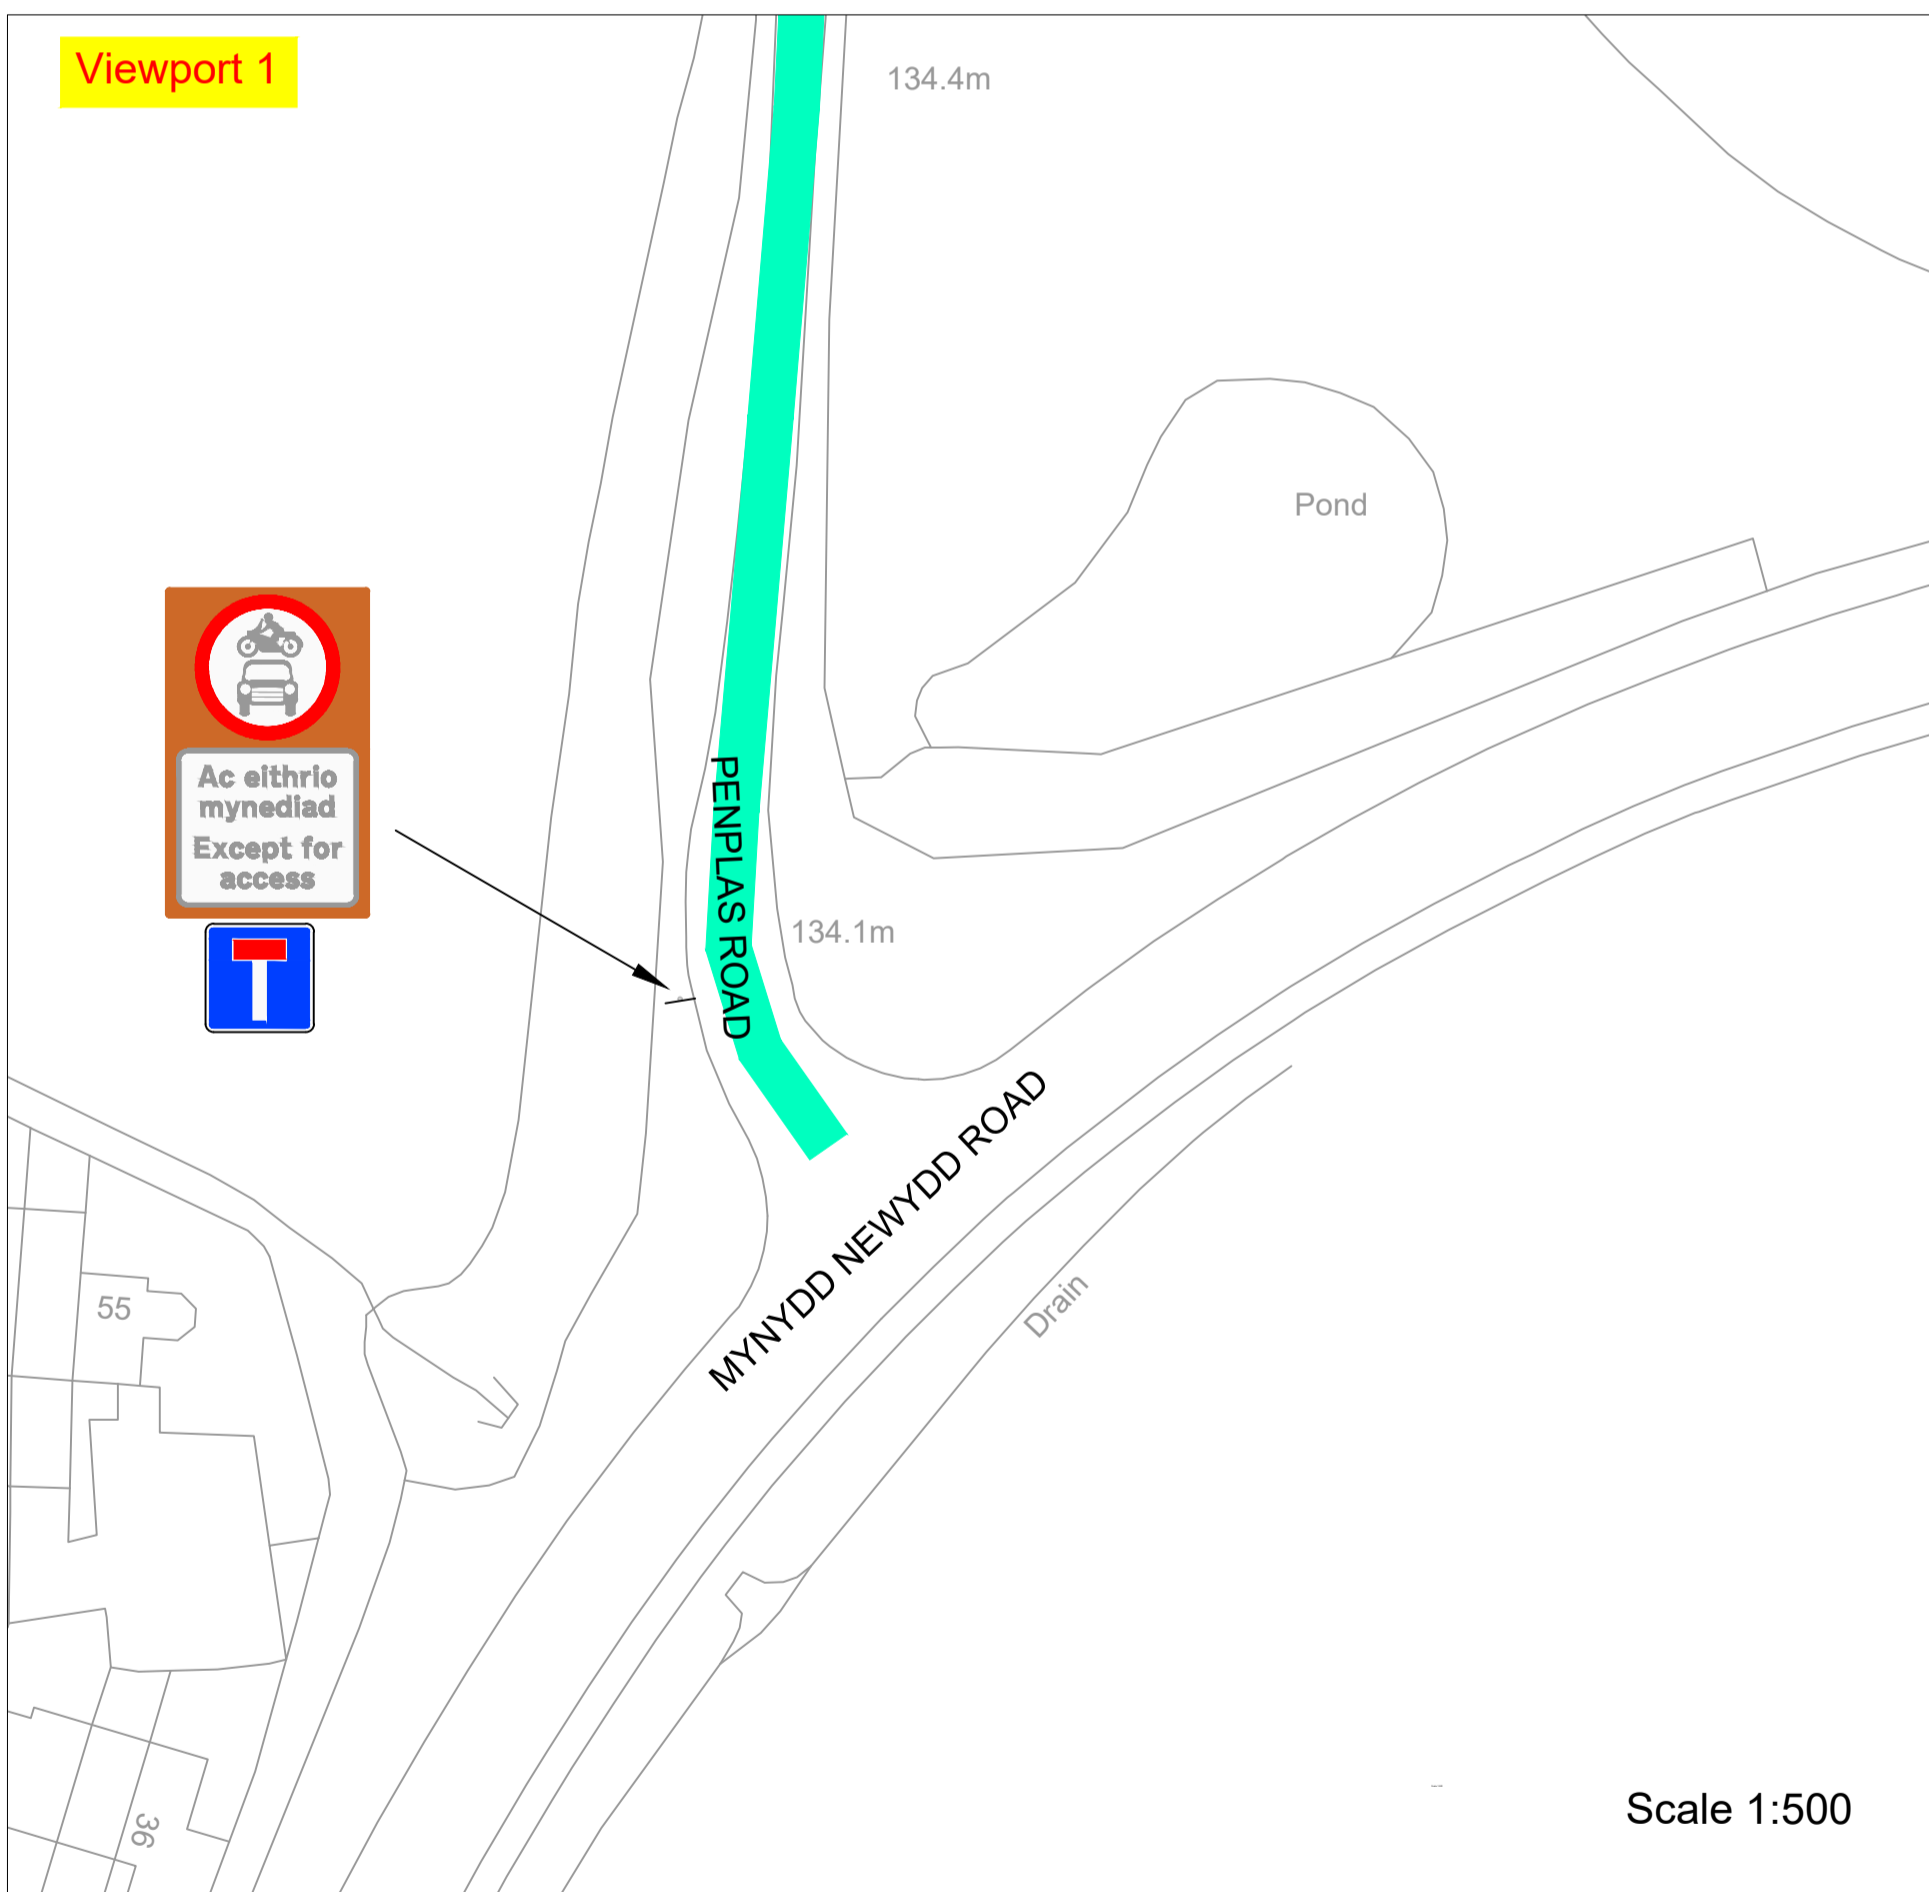 Viewport 1
134.4m
Pond
Ac eithrio
mynediad
Except for
access
PENPLAS ROAD
134.1m
MYNYDD NEWYDD ROAD
Drain
55
36
Scale 1:500